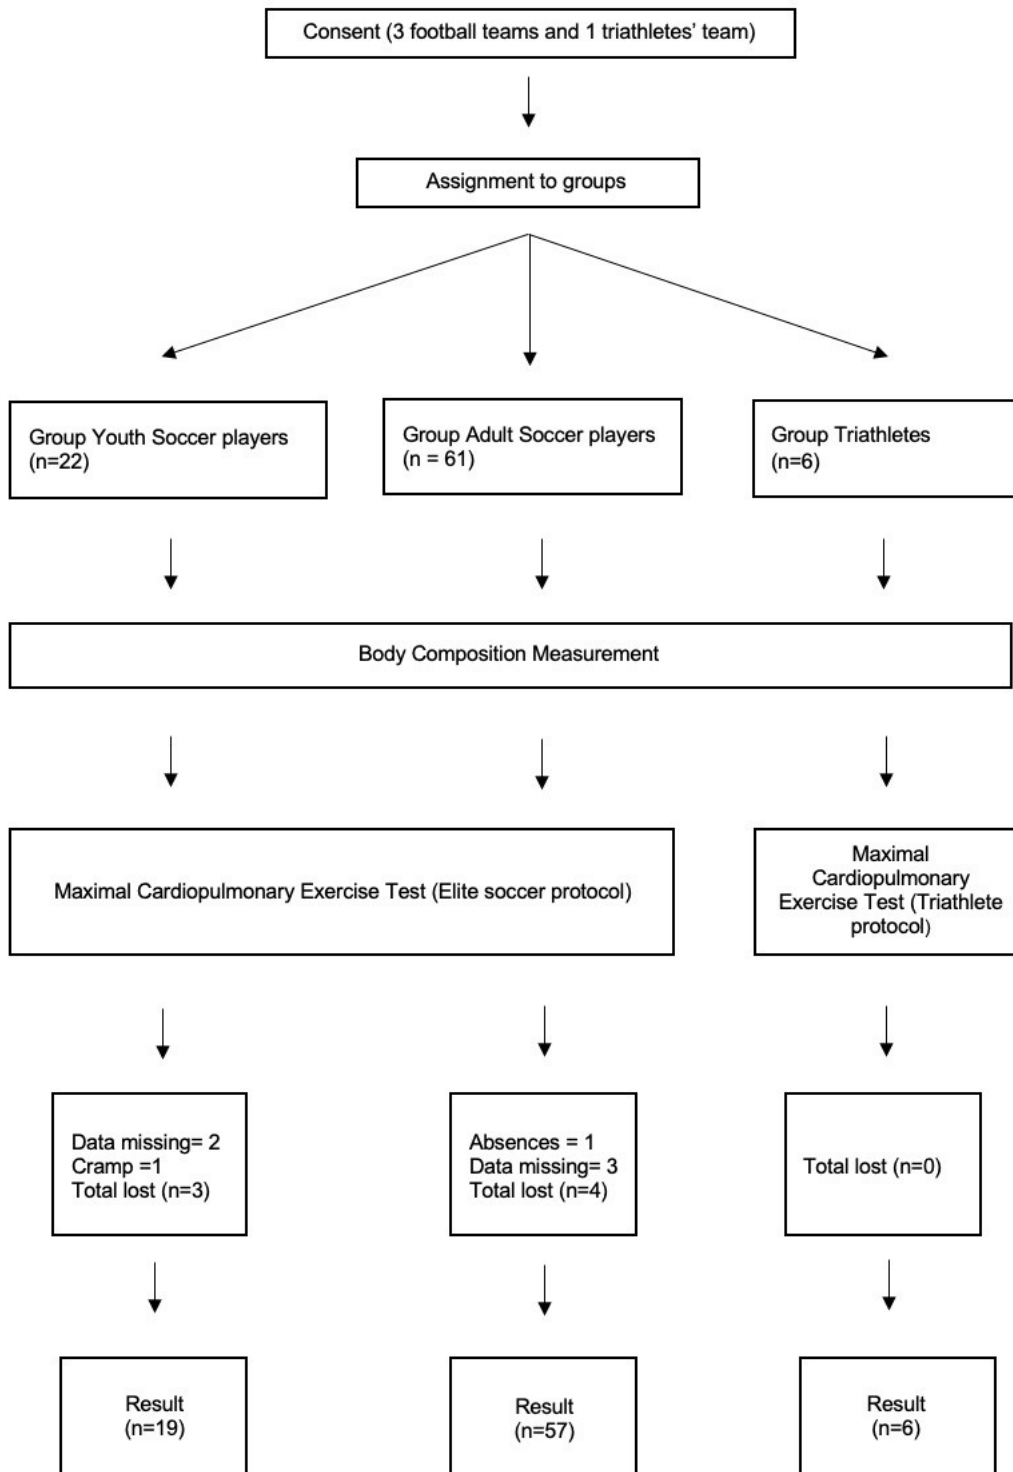 Consent (3 football teams and 1 triathletes’ team)
Assignment to groups
Group Youth Soccer players
(n=22)
Group Adult Soccer players
(n = 61)
Group Triathletes
(n=6)
Body Composition Measurement
Maximal Cardiopulmonary Exercise Test (Elite soccer protocol)
Maximal
Cardiopulmonary
Exercise Test (Triathlete
protocol)
Data missing= 2
Cramp =1
Total lost (n=3)
Absences = 1
Data missing= 3
Total lost (n=4)
Total lost (n=0)
Result
(n=19)
Result
(n=57)
Result
(n=6)